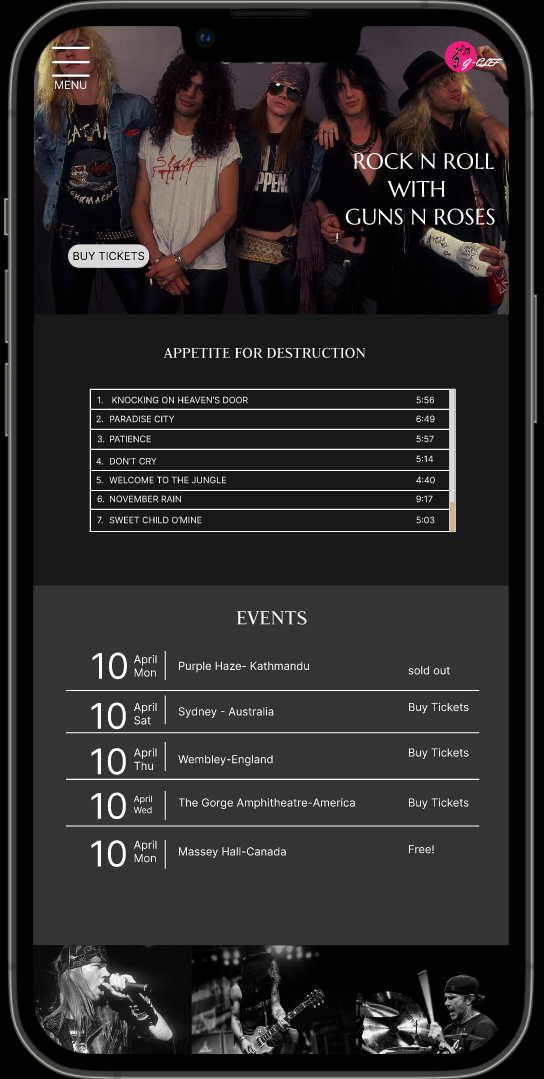 MENU
g-CLEF
ROCK N ROLL
WITH
GUNS N ROSES
BUY TICKETS
APPETITE FOR DESTRUCTION
1. KNOCKING ON HEAVEN'S DOOR 5:56
2. PARADISE CITY 6:49
3. PATIENCE 5:57
4. DON'T CRY 5:14
5. WELCOME TO THE JUNGLE 4:40
6. NOVEMBER RAIN 9:17
7. SWEET CHILD O'MINE 5:03
EVENTS
10 April
Mon
Purple Haze- Kathmandu
sold out
10 April
Sat
Sydney - Australia
Buy Tickets
10 April
Thu
Wembley-England
Buy Tickets
10 April
Wed
The Gorge Amphitheatre-America
Buy Tickets
10 April
Mon
Massey Hall-Canada
Free!